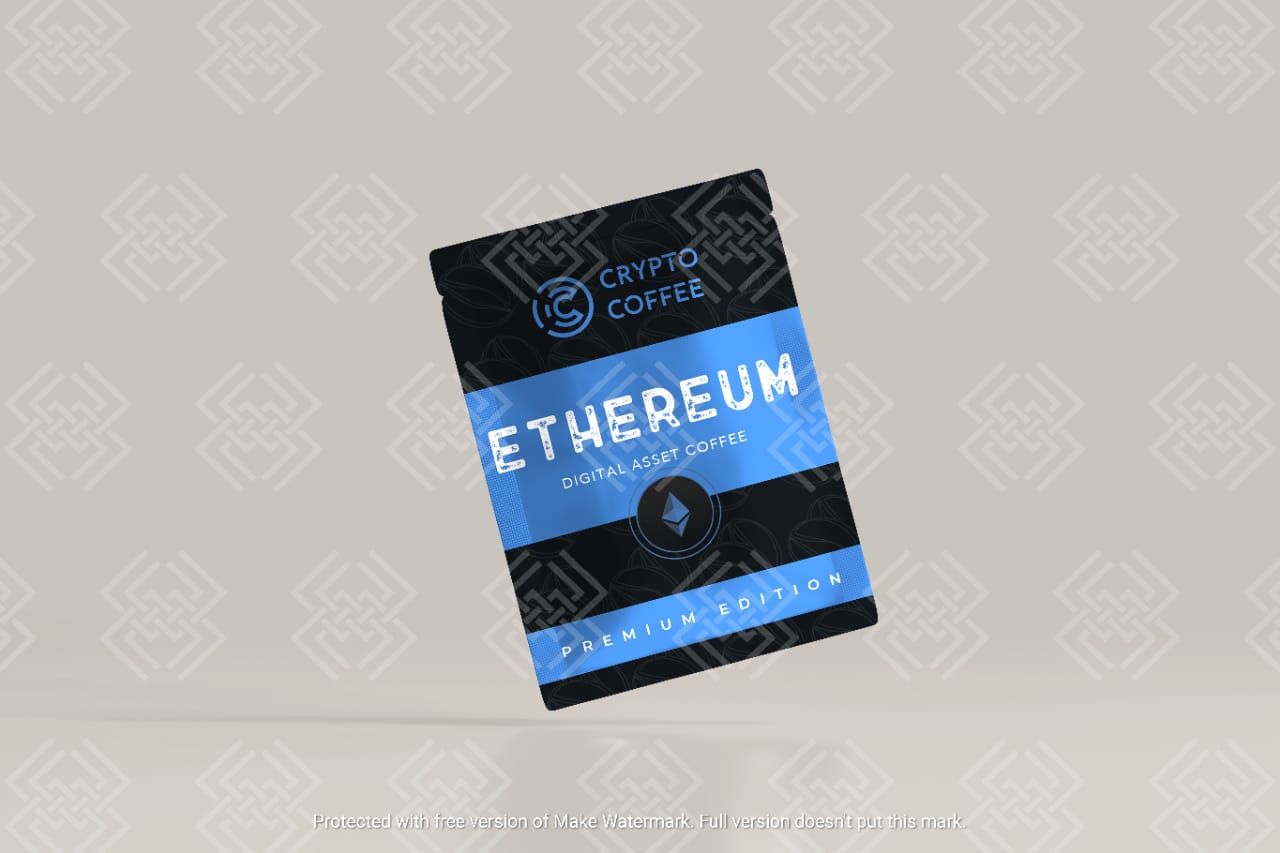 CRYPTO
COFFEE
ETHEREUM
DIGITAL ASSET COFFEE
PREMIUM EDITION
Protected with free version of Make Watermark. Full version doesn't put this mark.